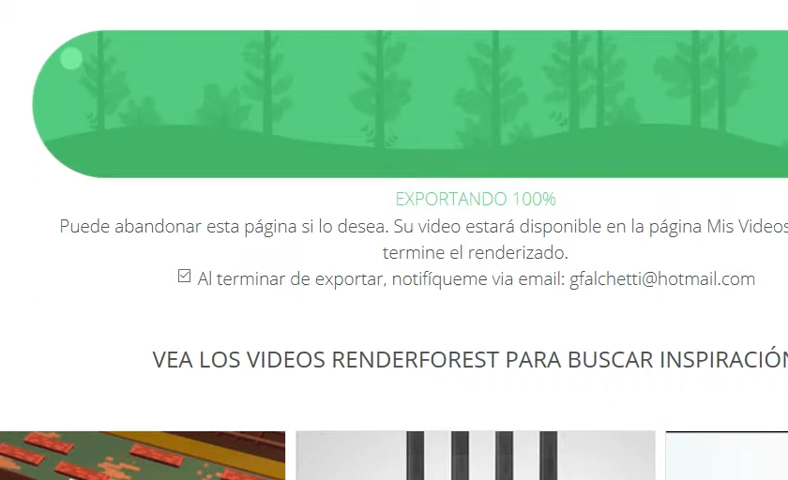 EXPORTANDO 100%
Puede abandonar esta página si lo desea. Su video estará disponible en la página Mis Videos
termine el renderizado.
Al terminar de exportar, notifíqueme via email: gfalchetti@hotmail.com
VEA LOS VIDEOS RENDERFOREST PARA BUSCAR INSPIRACIÓN